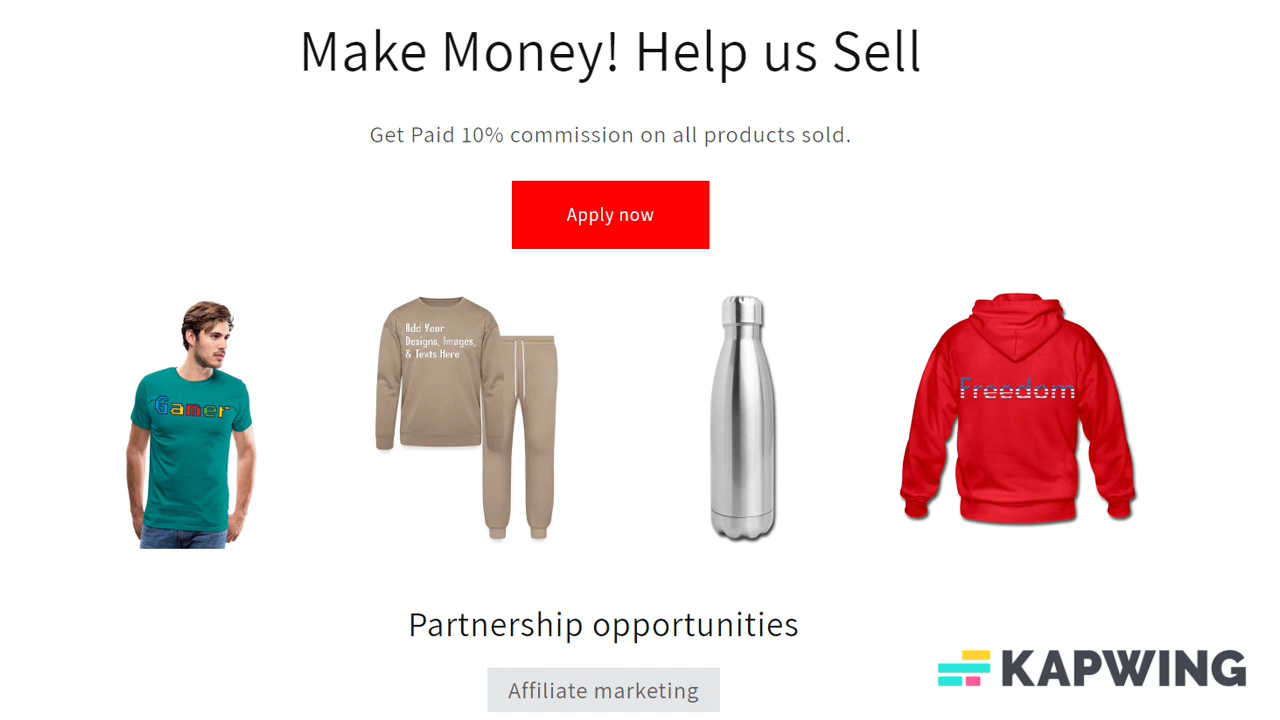 Make Money! Help us Sell
Get Paid 10% commission on all products sold.
Apply now
Gamer
Add Your
Designs, Images,
& Texts Here
Freedom
Partnership opportunities
Affiliate marketing
KAPWING